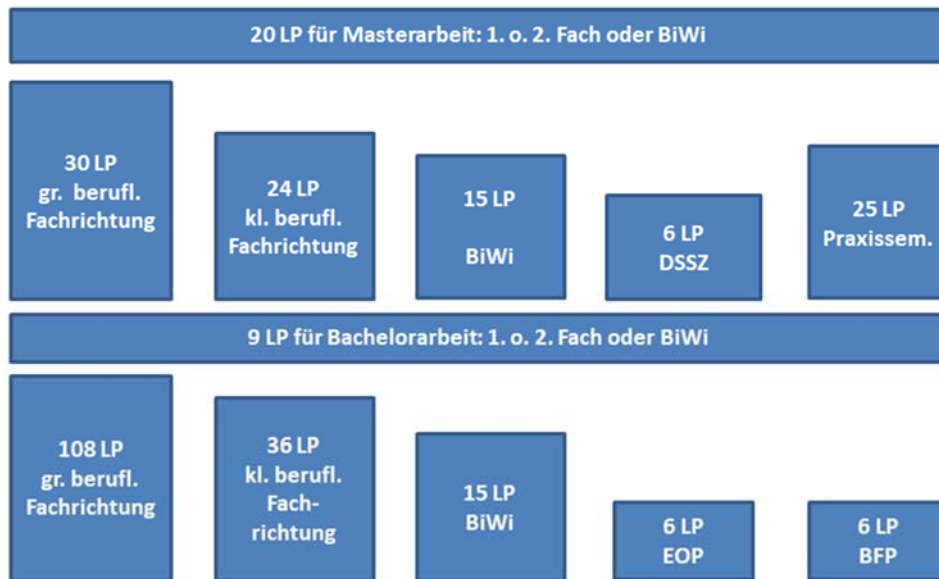 20 LP für Masterarbeit: 1. o. 2. Fach oder BiWi
30 LP
gr. berufl.
Fachrichtung
24 LP
kl. berufl.
Fachrichtung
15 LP
BiWi
6 LP
DSSZ
25 LP
Praxissem.
9 LP für Bachelorarbeit: 1. o. 2. Fach oder BiWi
108 LP
gr. berufl.
Fachrichtung
36 LP
kl. berufl.
Fach-
richtung
15 LP
BiWi
6 LP
EOP
6 LP
BFP